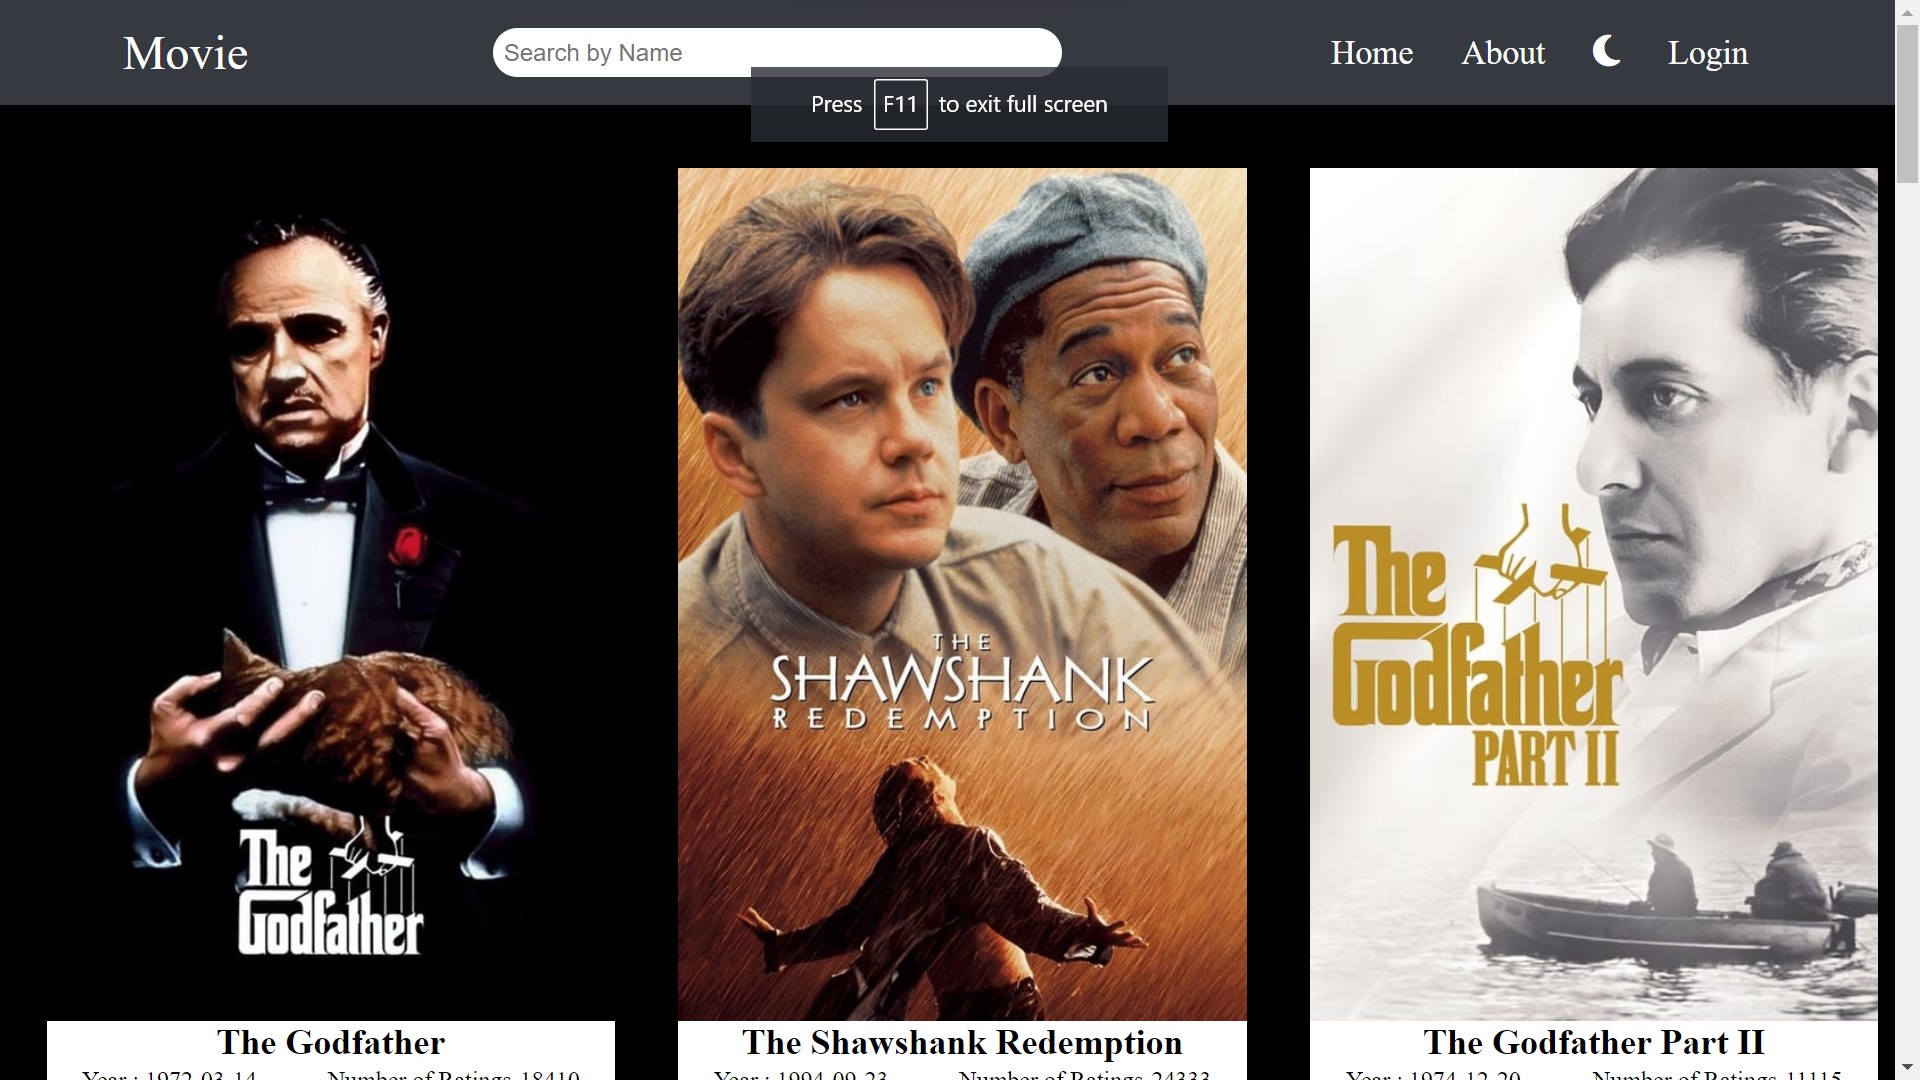 Movie
Search by Name
Home About Login
Press F11 to exit full screen
The
Godfather
THE
SHAWSHANK
REDEMPTION
The
Godfather
PART II
The Godfather
Year : 1972-03-14 Number of Ratings 18410
The Shawshank Redemption
Year : 1994-09-23 Number of Ratings 24333
The Godfather Part II
Year : 1974-12-20 Number of Ratings 11115